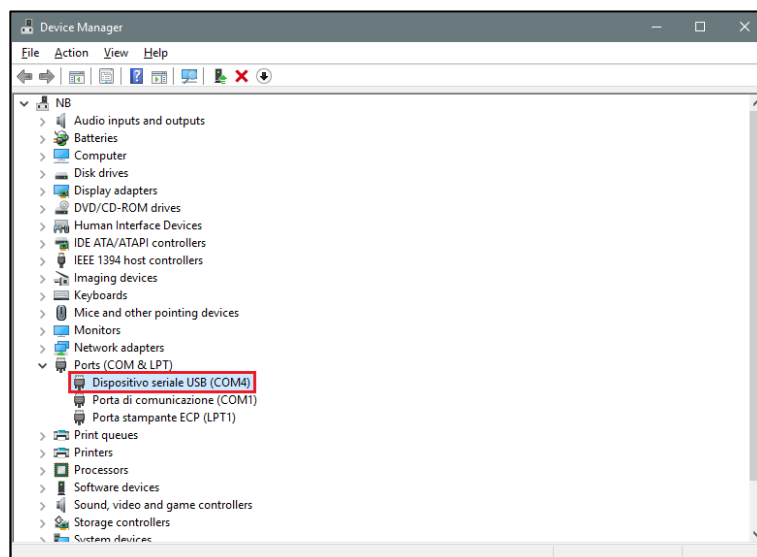 Device Manager
File Action View Help
NB
Audio inputs and outputs
Batteries
Computer
Disk drives
Display adapters
DVD/CD-ROM drives
Human Interface Devices
IDE ATA/ATAPI controllers
IEEE 1394 host controllers
Imaging devices
Keyboards
Mice and other pointing devices
Monitors
Network adapters
Ports (COM & LPT)
Dispositivo seriale USB (COM4)
Porta di comunicazione (COM1)
Porta stampante ECP (LPT1)
Print queues
Printers
Processors
Software devices
Sound, video and game controllers
Storage controllers
System devices